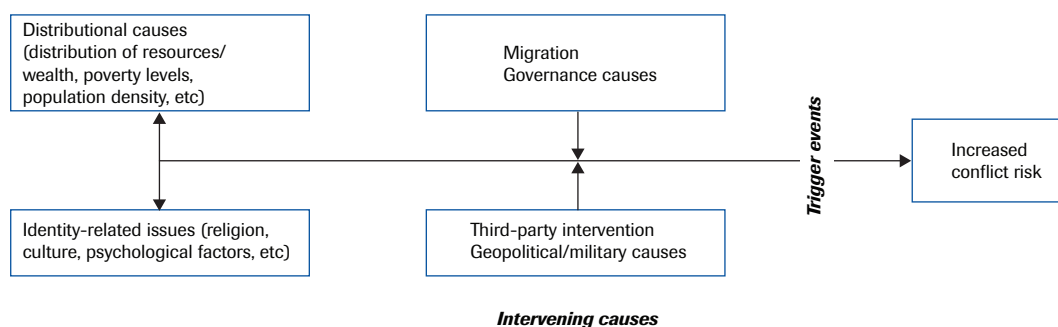 Distributional causes
(distribution of resources/
wealth, poverty levels,
population density, etc)
Migration
Governance causes
Trigger events
Increased
conflict risk
Identity-related issues (religion,
culture, psychological factors, etc)
Third-party intervention
Geopolitical/military causes
Intervening causes